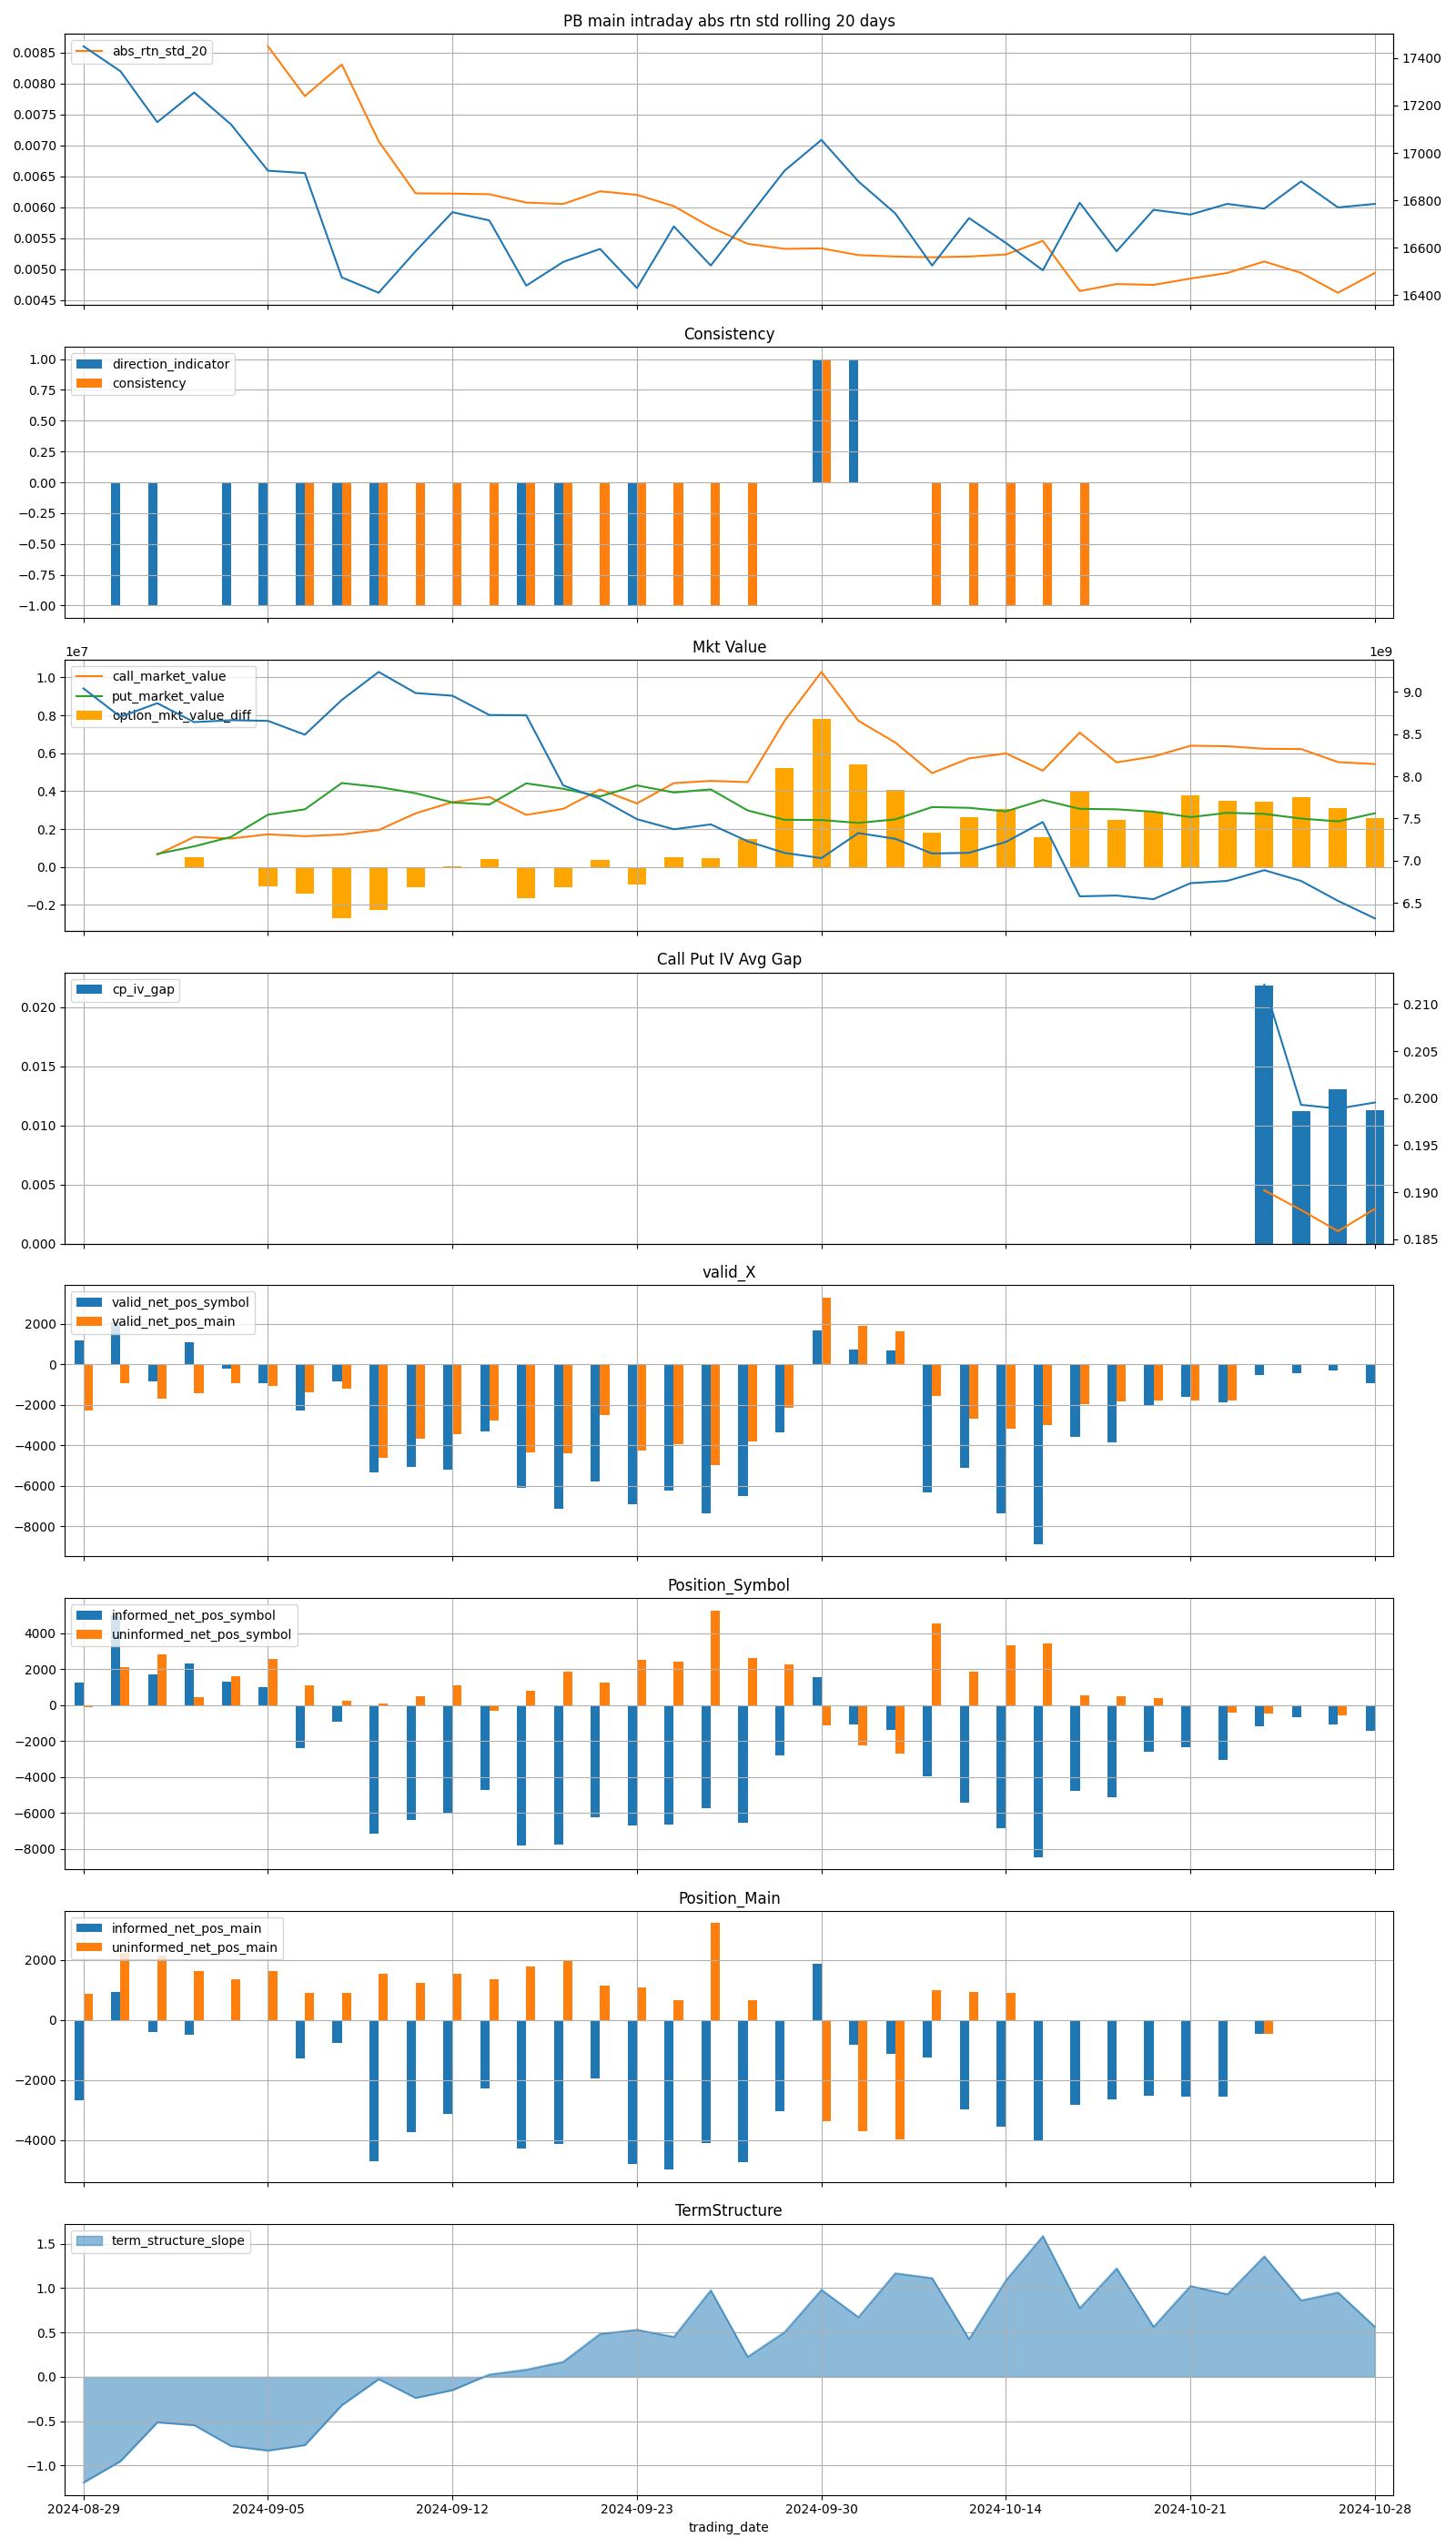 PB main intraday abs rtn std rolling 20 days
abs_rtn_std_20
0.0085
0.0080
0.0075
0.0070
0.0065
0.0060
0.0055
0.0050
0.0045
17400
17200
17000
16800
16600
16400
Consistency
direction_indicator
consistency
1.00
0.75
0.50
0.25
0.00
−0.25
−0.50
−0.75
−1.00
Mkt Value
1e7
1e9
call_market_value
put_market_value
option_mkt_value_diff
1.0
0.8
0.6
0.4
0.2
0.0
−0.2
9.0
8.5
8.0
7.5
7.0
6.5
Call Put IV Avg Gap
cp_iv_gap
0.020
0.015
0.010
0.005
0.000
0.210
0.205
0.200
0.195
0.190
0.185
valid_X
valid_net_pos_symbol
valid_net_pos_main
2000
0
−2000
−4000
−6000
−8000
Position_Symbol
informed_net_pos_symbol
uninformed_net_pos_symbol
4000
2000
0
−2000
−4000
−6000
−8000
Position_Main
informed_net_pos_main
uninformed_net_pos_main
2000
0
−2000
−4000
TermStructure
term_structure_slope
1.5
1.0
0.5
0.0
−0.5
−1.0
2024-08-29 2024-09-05 2024-09-12 2024-09-23 2024-09-30 2024-10-14 2024-10-21 2024-10-28
trading_date